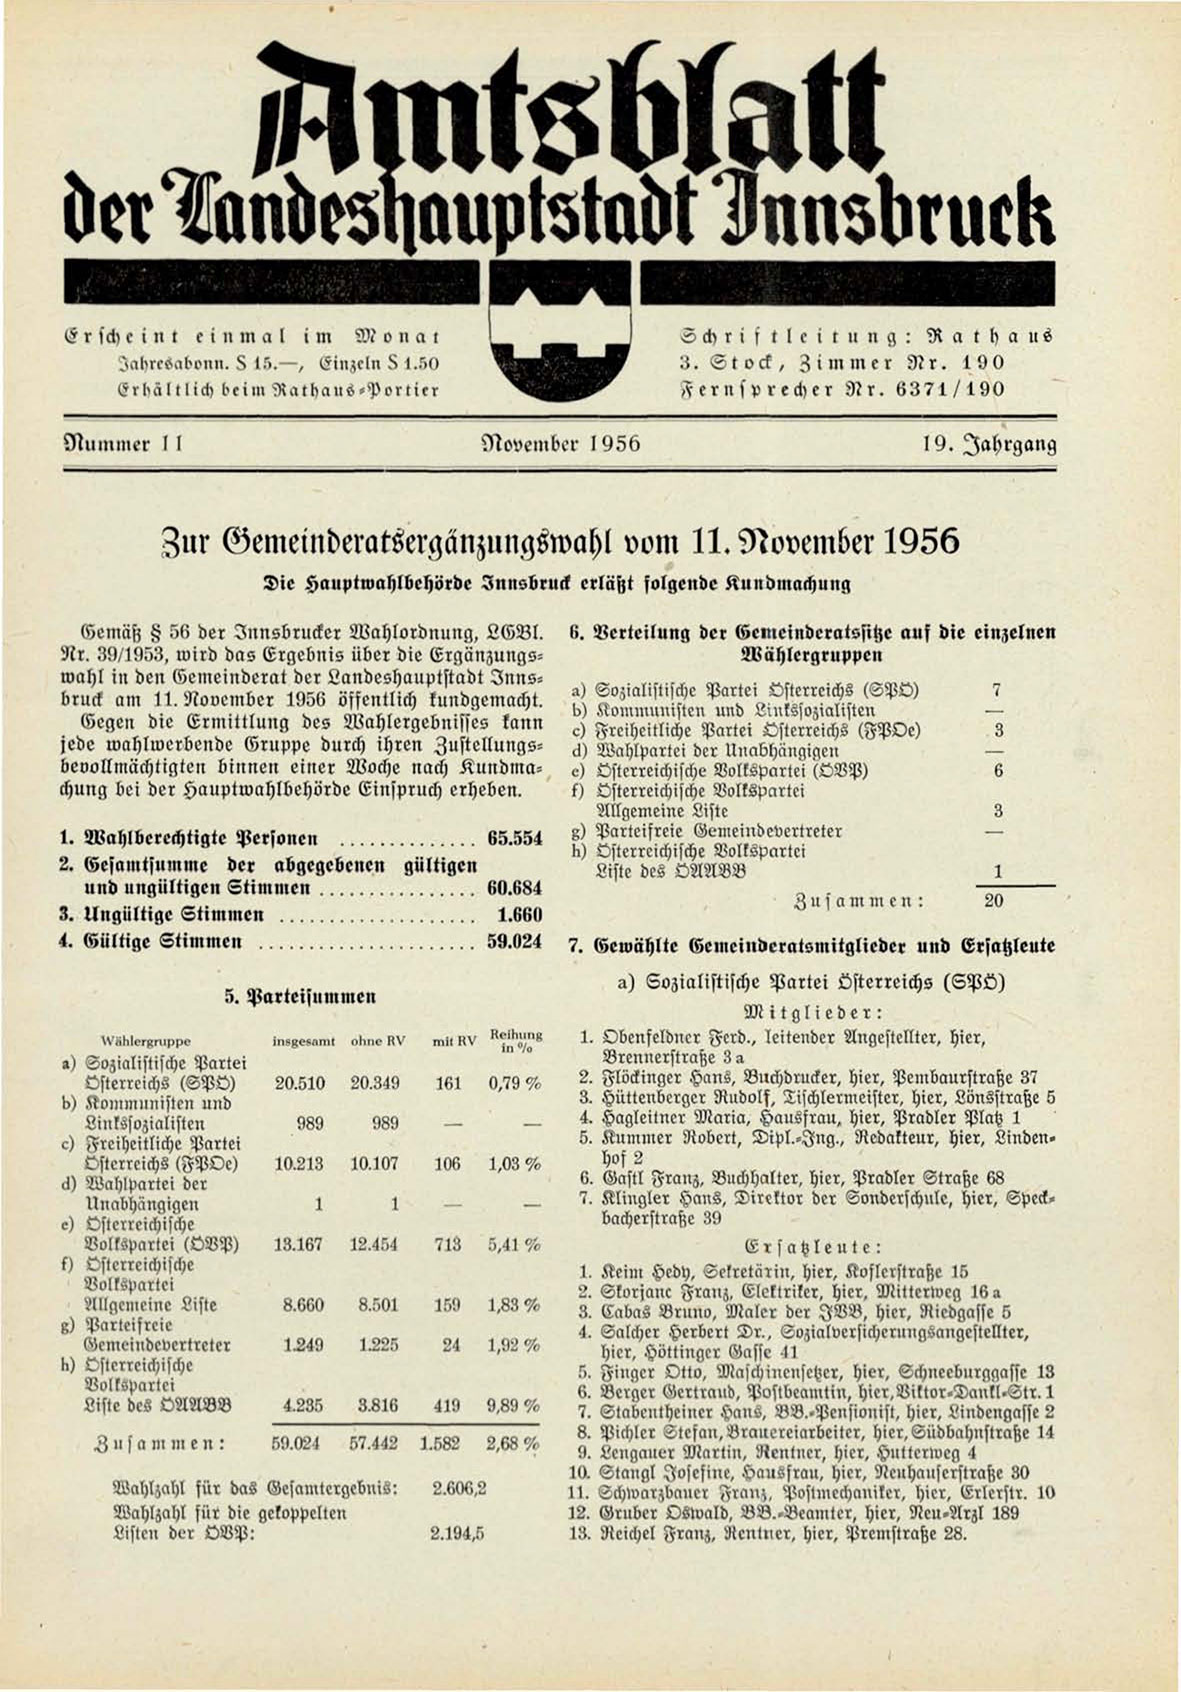 Amtsblatt
der Landeshauptstadt Innsbruck
Erscheint einmal im Monat
Jahresabonn. S 15.—, Einzeln S 1.50
Erhältlich beim Rathaus-Portier
Schriftleitung: Rathaus
3. Stock, Zimmer Nr. 190
Fernsprecher Nr. 6371/190
Nummer 11 November 1956 19. Jahrgang
Zur Gemeinderatsergänzungswahl vom 11. November 1956
Die Hauptwahlbehörde Innsbruck erläßt folgende Kundmachung
Gemäß § 56 der Innsbrucker Wahlordnung, LGBl.
Nr. 39/1953, wird das Ergebnis über die Ergänzungs-
wahl in den Gemeinderat der Landeshauptstadt Inns-
bruck am 11. November 1956 öffentlich kundgemacht.
Gegen die Ermittlung des Wahlergebnisses kann
jede wahlwerbende Gruppe durch ihren Zustellungs-
bevollmächtigten binnen einer Woche nach Kundma-
chung bei der Hauptwahlbehörde Einspruch erheben.
1. Wahlberechtigte Personen .............. 65.554
2. Gesamtsumme der abgegebenen gültigen
und ungültigen Stimmen ................ 60.684
3. Ungültige Stimmen .................... 1.660
4. Gültige Stimmen ...................... 59.024
5. Parteisummen
Wählergruppe insgesamt ohne RV mit RV Reihung
in %
a) Sozialistische Partei
Österreichs (SPÖ) 20.510 20.349 161 0,79 %
b) Kommunisten und
Linkssozialisten 989 989 — —
c) Freiheitliche Partei
Österreichs (FPOe) 10.213 10.107 106 1,03 %
d) Wahlpartei der
Unabhängigen 1 1 — —
e) Österreichische
Volkspartei (ÖVP) 13.167 12.454 713 5,41 %
f) Österreichische
Volkspartei
Allgemeine Liste 8.660 8.501 159 1,83 %
g) Parteifreie
Gemeindevertreter 1.249 1.225 24 1,92 %
h) Österreichische
Volkspartei
Liste des ÖAABB 4.235 3.816 419 9,89 %
Zusammen: 59.024 57.442 1.582 2,68 %
Wahlzahl für das Gesamtergebnis: 2.606,2
Wahlzahl für die gekoppelten
Listen der ÖVP: 2.194,5
6. Verteilung der Gemeinderatssitze auf die einzelnen
Wählergruppen
a) Sozialistische Partei Österreichs (SPÖ) 7
b) Kommunisten und Linkssozialisten —
c) Freiheitliche Partei Österreichs (FPOe) 3
d) Wahlpartei der Unabhängigen —
e) Österreichische Volkspartei (ÖVP) 6
f) Österreichische Volkspartei
Allgemeine Liste 3
g) Parteifreie Gemeindevertreter —
h) Österreichische Volkspartei
Liste des ÖAABB 1
Zusammen: 20
7. Gewählte Gemeinderatsmitglieder und Ersatzleute
a) Sozialistische Partei Österreichs (SPÖ)
Mitglieder:
1. Obenfeldner Ferd., leitender Angestellter, hier,
Brennerstraße 3 a
2. Flöckinger Hans, Buchdrucker, hier, Pembaurstraße 37
3. Hüttenberger Rudolf, Tischlermeister, hier, Lönsstraße 5
4. Hagleitner Maria, Hausfrau, hier, Pradler Platz 1
5. Kummer Robert, Dipl.-Ing., Redakteur, hier, Linden-
hof 2
6. Gastl Franz, Buchhalter, hier, Pradler Straße 68
7. Klingler Hans, Direktor der Sonderschule, hier, Speck-
bacherstraße 39
Ersatzleute:
1. Keim Hedy, Sekretärin, hier, Koflerstraße 15
2. Skorjanc Franz, Elektriker, hier, Mitterweg 16 a
3. Cabas Bruno, Maler der IVB, hier, Riedgasse 5
4. Salcher Herbert Dr., Sozialversicherungsangestellter,
hier, Höttinger Gasse 41
5. Finger Otto, Maschinensetzer, hier, Schneeburggasse 13
6. Berger Gertraud, Postbeamtin, hier, Viktor-Dankl-Str. 1
7. Stabentheiner Hans, BB.-Pensionist, hier, Lindengasse 2
8. Pichler Stefan, Brauereiarbeiter, hier, Südbahnstraße 14
9. Lengauer Martin, Rentner, hier, Hutterweg 4
10. Stangl Josefine, Hausfrau, hier, Neuhauserstraße 30
11. Schwarzbauer Franz, Postmechaniker, hier, Erlerstr. 10
12. Gruber Oswald, BB.-Beamter, hier, Neu-Arzl 189
13. Reichel Franz, Rentner, hier, Premstraße 28.